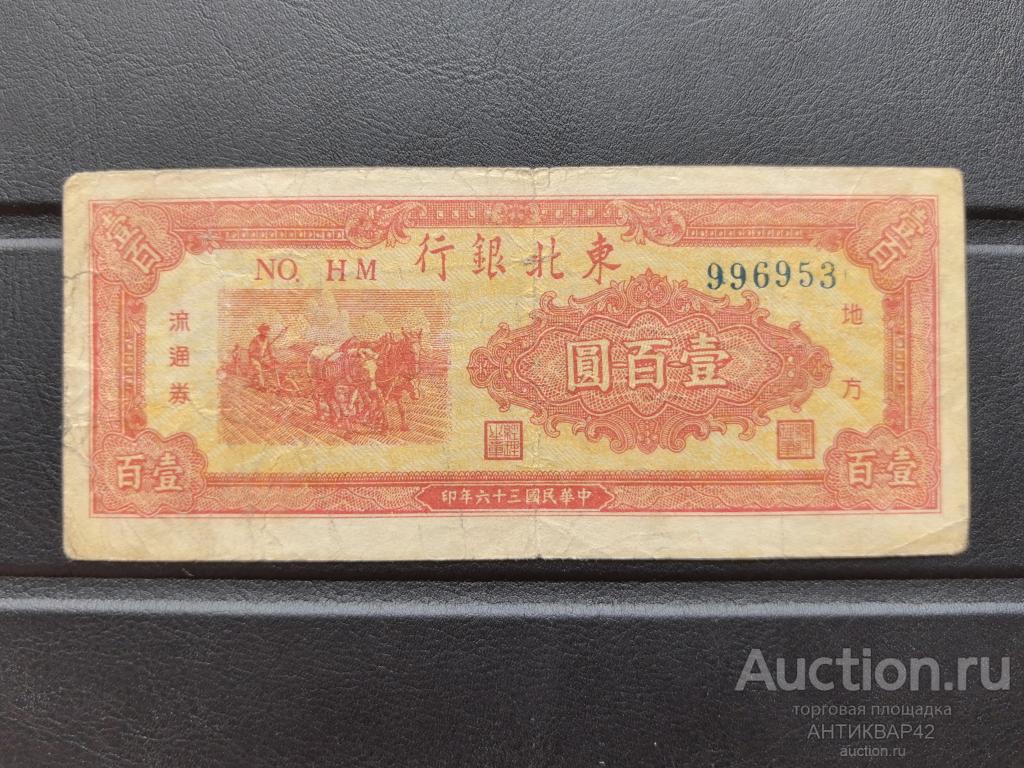 壹百
壹百
東北銀行
NO. HM
996953
地方
流通券
壹百圓
壹百
壹百
中華民國三十六年印
Auction.ru
торговая площадка
АНТИКВАР42
auction.ru